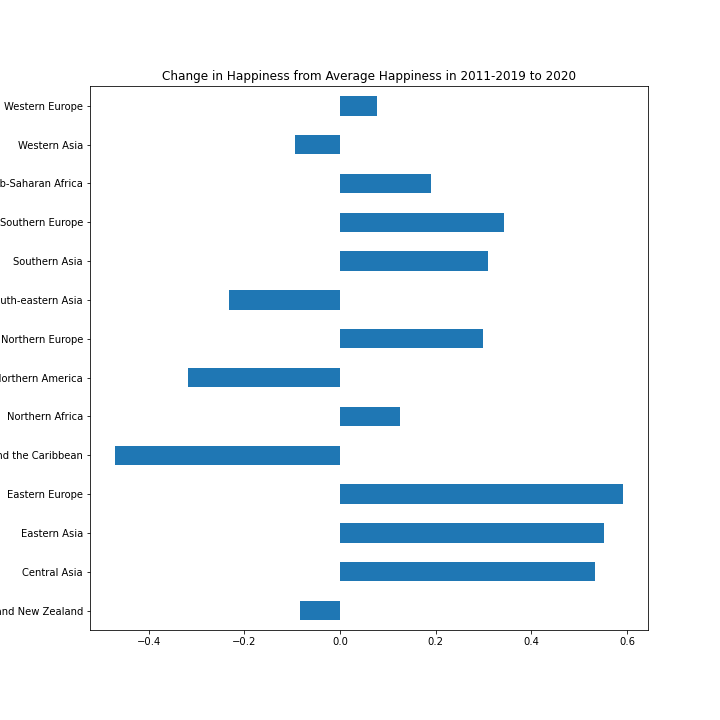 Change in Happiness from Average Happiness in 2011-2019 to 2020
Western Europe
Western Asia
b-Saharan Africa
Southern Europe
Southern Asia
uth-eastern Asia
Northern Europe
orthern America
Northern Africa
nd the Caribbean
Eastern Europe
Eastern Asia
Central Asia
and New Zealand
−0.4 −0.2 0.0 0.2 0.4 0.6